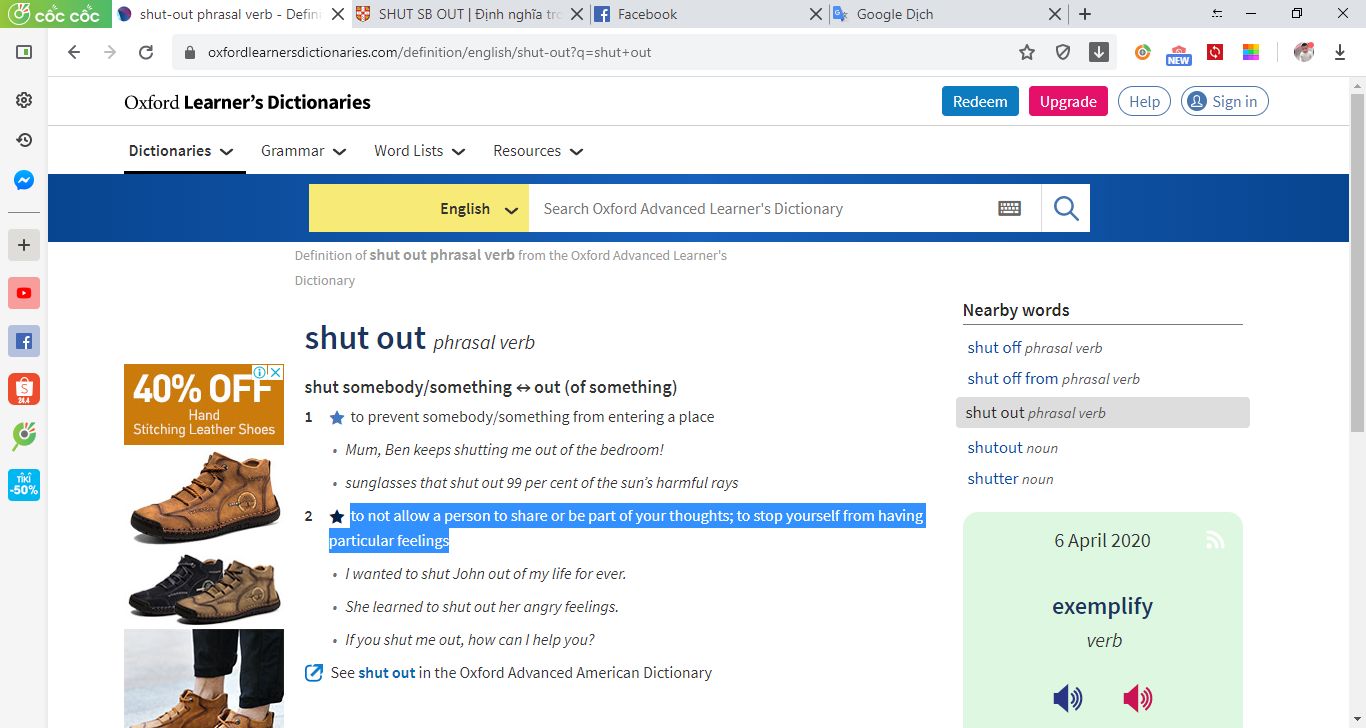 cốc cốc
shut-out phrasal verb - Defini
SHUT SB OUT | Định nghĩa tro
Facebook
Google Dịch
oxfordlearnersdictionaries.com/definition/english/shut-out?q=shut+out
NEW
Oxford Learner's Dictionaries
Redeem
Upgrade
Help
Sign in
Dictionaries
Grammar
Word Lists
Resources
English
Search Oxford Advanced Learner's Dictionary
Definition of shut out phrasal verb from the Oxford Advanced Learner's
Dictionary
shut out phrasal verb
shut somebody/something ↔ out (of something)
1 to prevent somebody/something from entering a place
• Mum, Ben keeps shutting me out of the bedroom!
• sunglasses that shut out 99 per cent of the sun's harmful rays
2 to not allow a person to share or be part of your thoughts; to stop yourself from having
particular feelings
• I wanted to shut John out of my life for ever.
• She learned to shut out her angry feelings.
• If you shut me out, how can I help you?
See shut out in the Oxford Advanced American Dictionary
40% OFF
Hand
Stitching Leather Shoes
24.4
TIKI
-50%
Nearby words
shut off phrasal verb
shut off from phrasal verb
shut out phrasal verb
shutout noun
shutter noun
6 April 2020
exemplify
verb